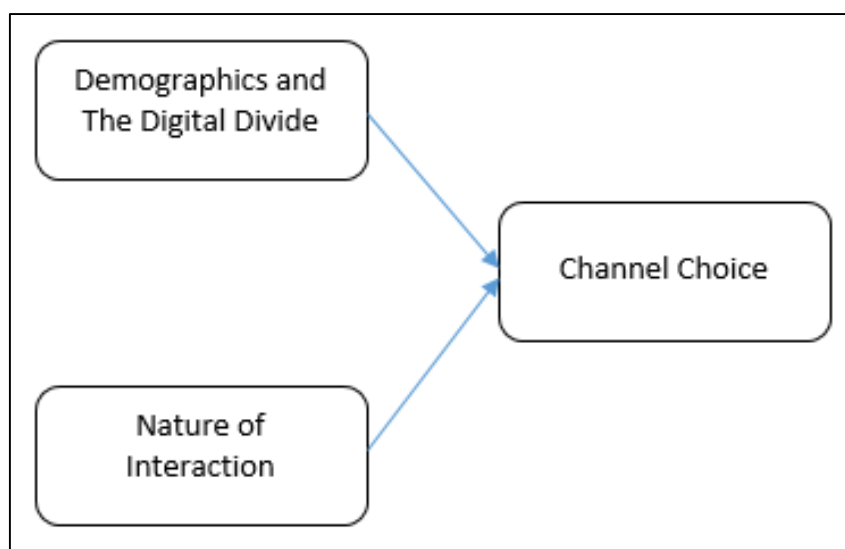 Demographics and
The Digital Divide
Channel Choice
Nature of
Interaction